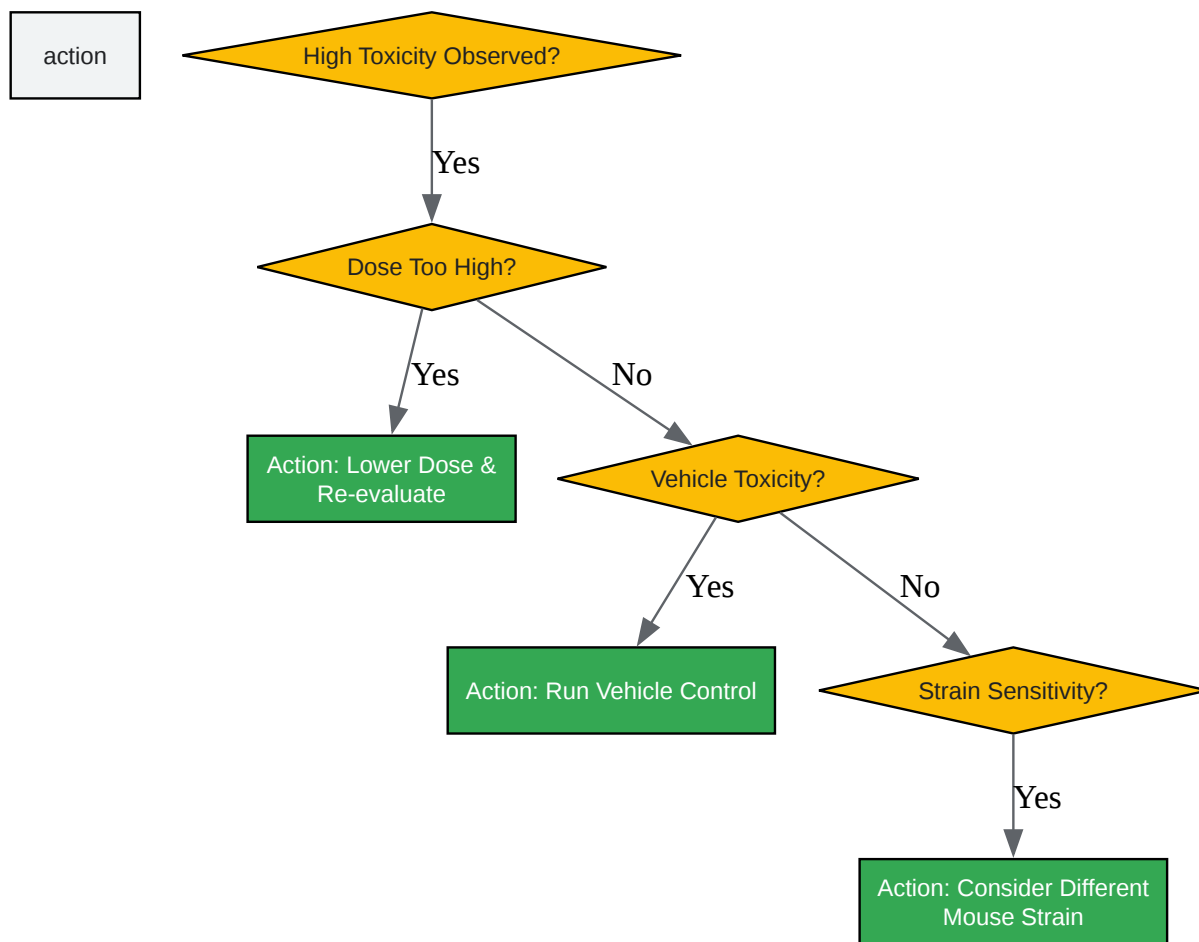 action
High Toxicity Observed?
Yes
Dose Too High?
Yes
No
Action: Lower Dose &
Re-evaluate
Vehicle Toxicity?
Yes
No
Action: Run Vehicle Control
Strain Sensitivity?
Yes
Action: Consider Different
Mouse Strain